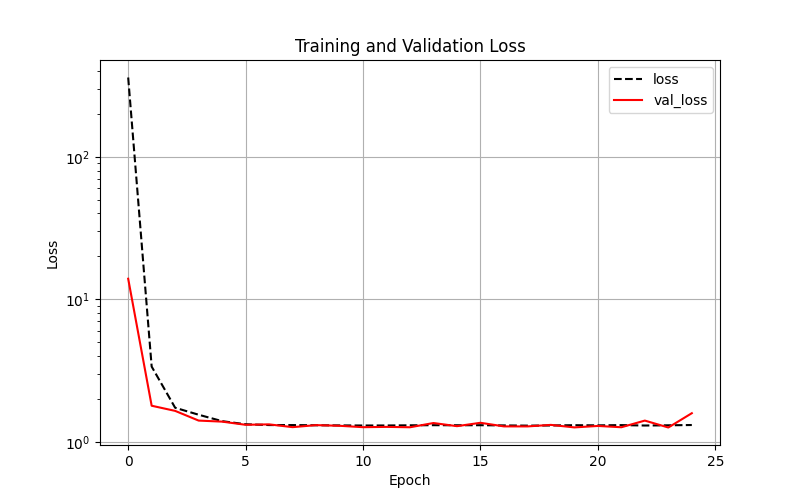 Training and Validation Loss
loss
val_loss
10²
10¹
10⁰
Loss
0 5 10 15 20 25
Epoch